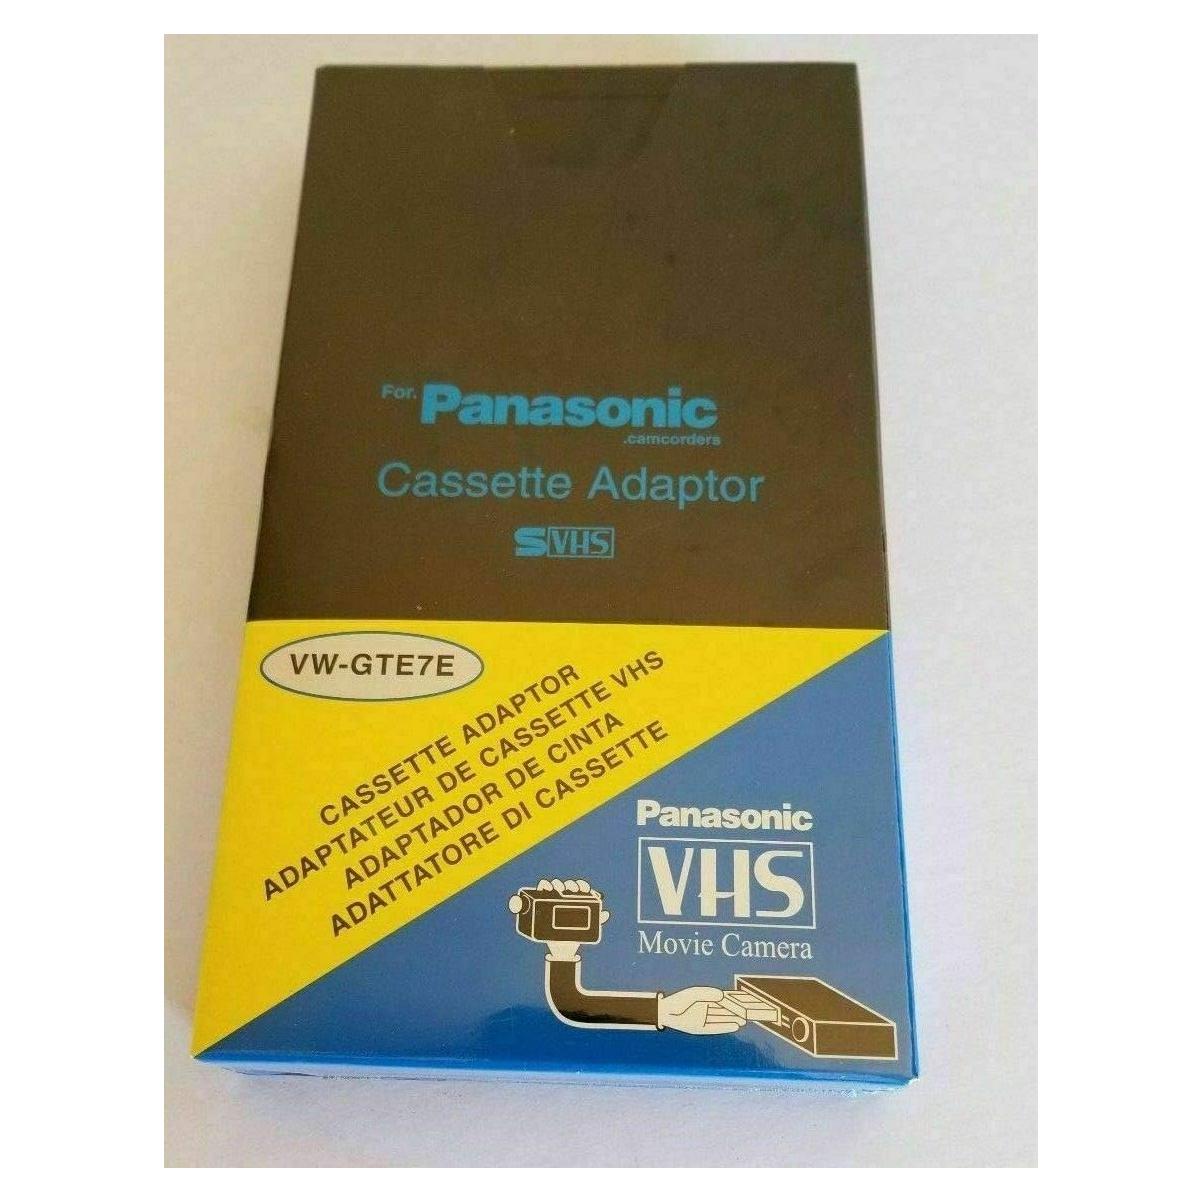 For. Panasonic
.camcorders
Cassette Adaptor
SVHS
VW-GTE7E
CASSETTE ADAPTOR
ADAPTATEUR DE CASSETTE VHS
ADAPTADOR DE CINTA
ADATTATORE DI CASSETTE
Panasonic
VHS
Movie Camera